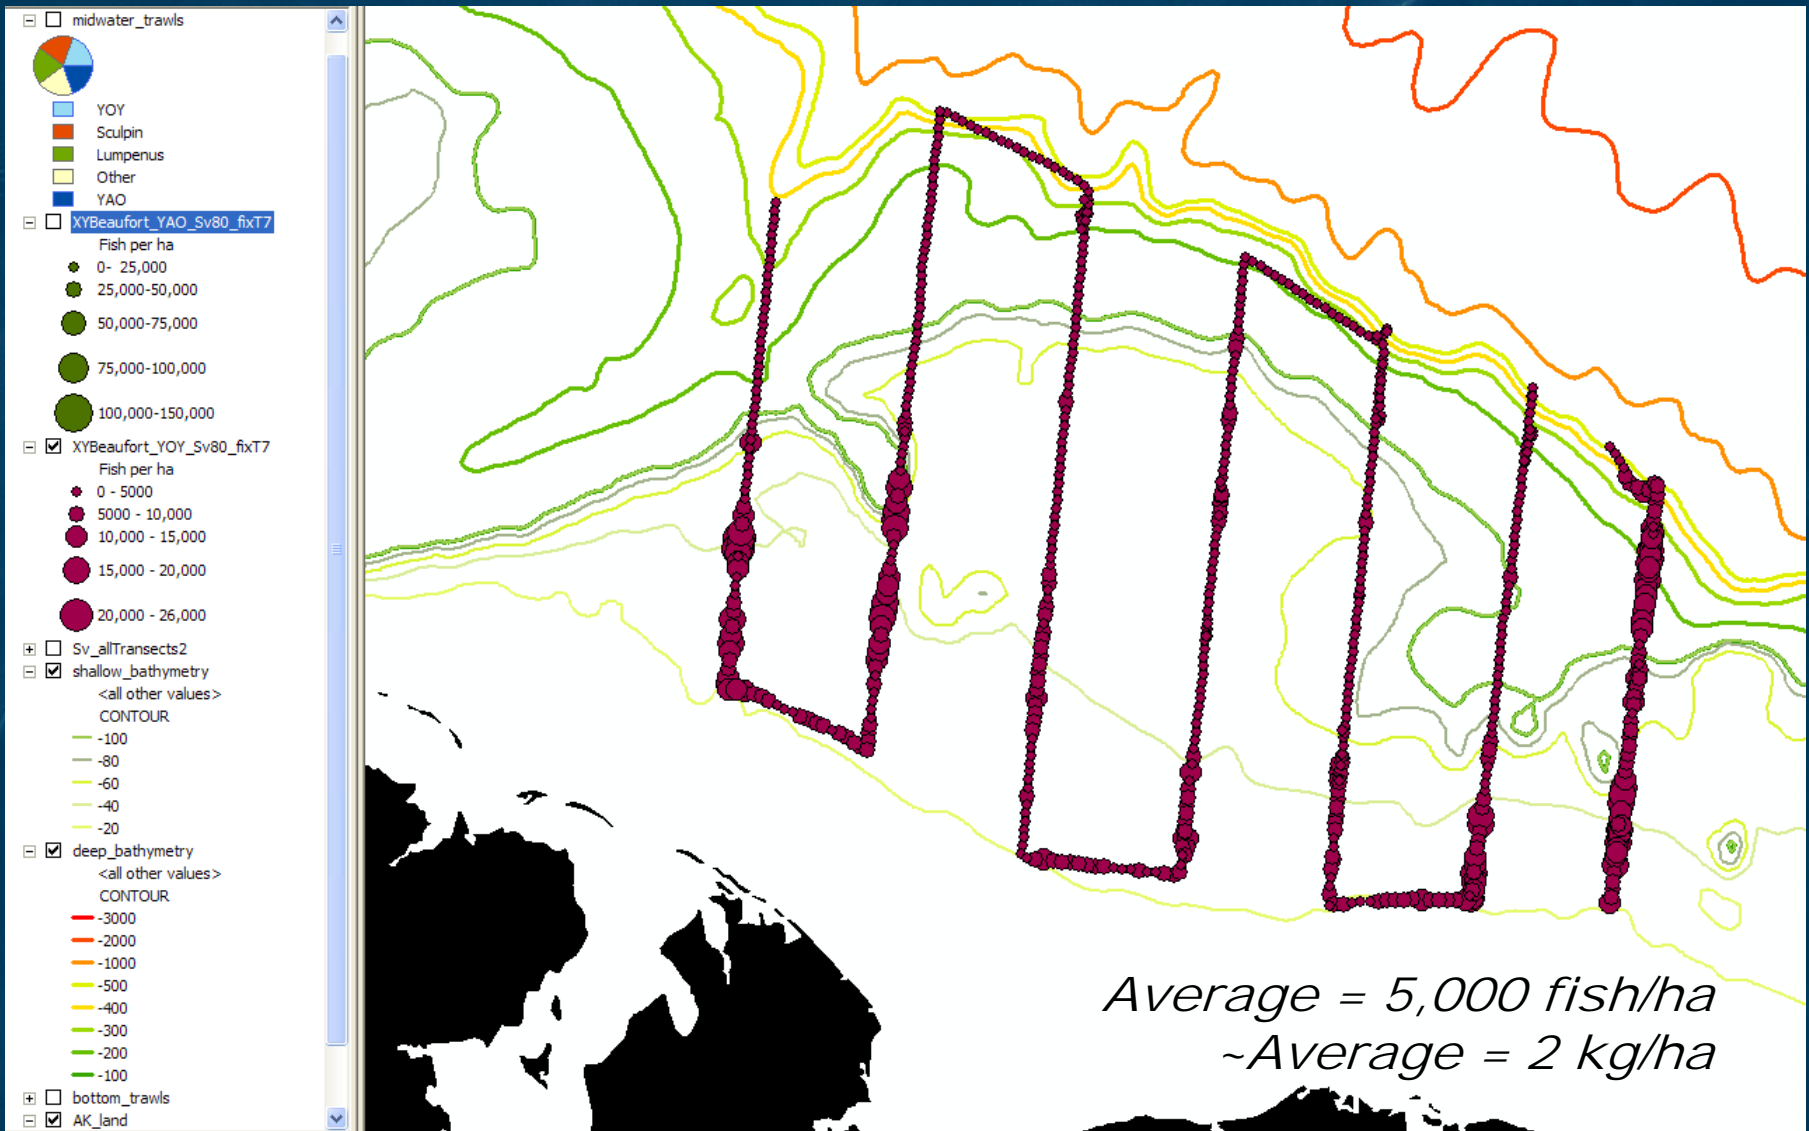 midwater_trawls
YOY
Sculpin
Lumpenus
Other
YAO
XYBeaufort_YAO_Sv80_fixT7
Fish per ha
0- 25,000
25,000-50,000
50,000-75,000
75,000-100,000
100,000-150,000
XYBeaufort_YOY_Sv80_fixT7
Fish per ha
0 - 5000
5000 - 10,000
10,000 - 15,000
15,000 - 20,000
20,000 - 26,000
Sv_allTransects2
shallow_bathymetry
<all other values>
CONTOUR
-100
-80
-60
-40
-20
deep_bathymetry
<all other values>
CONTOUR
-3000
-2000
-1000
-500
-400
-300
-200
-100
bottom_trawls
AK_land
Average = 5,000 fish/ha
~Average = 2 kg/ha